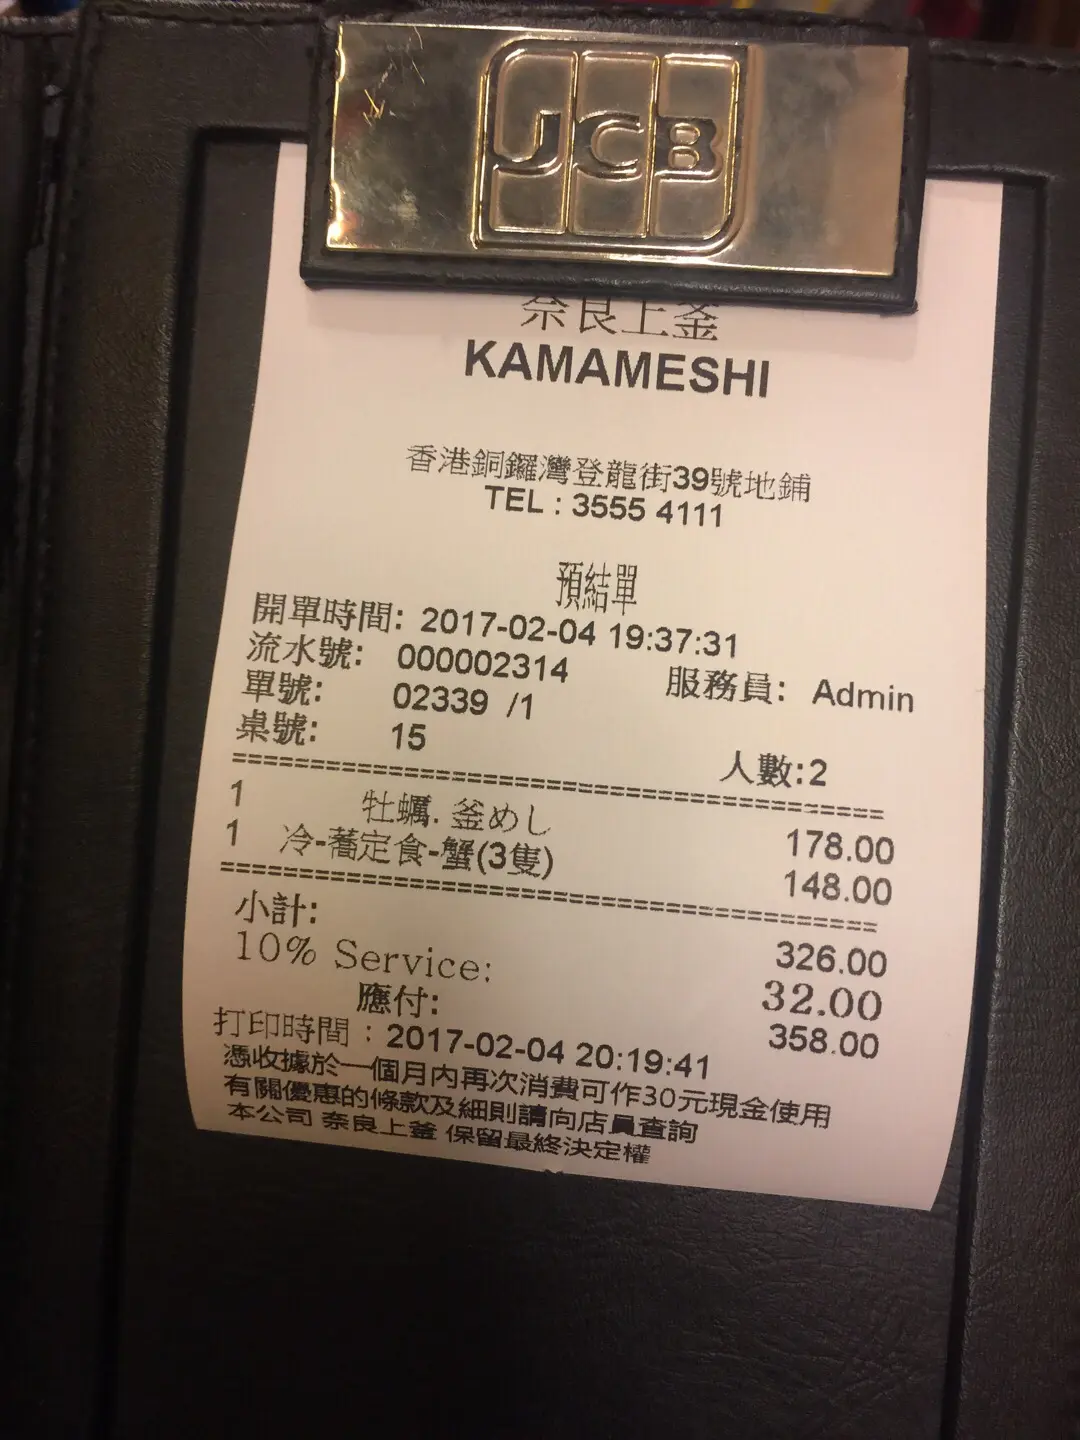 JCB
奈良上釜
KAMAMESHI
香港銅鑼灣登龍街39號地鋪
TEL : 3555 4111
預結單
開單時間: 2017-02-04 19:37:31
流水號: 000002314 服務員: Admin
單號: 02339 /1
桌號: 15 人數:2
================================================
1 牡蠣. 釜めし 178.00
1 冷-蕎定食-蟹(3隻) 148.00
================================================
小計: 326.00
10% Service: 32.00
應付: 358.00
打印時間 : 2017-02-04 20:19:41
憑收據於一個月內再次消費可作30元現金使用
有關優惠的條款及細則請向店員查詢
本公司 奈良上釜 保留最終決定權